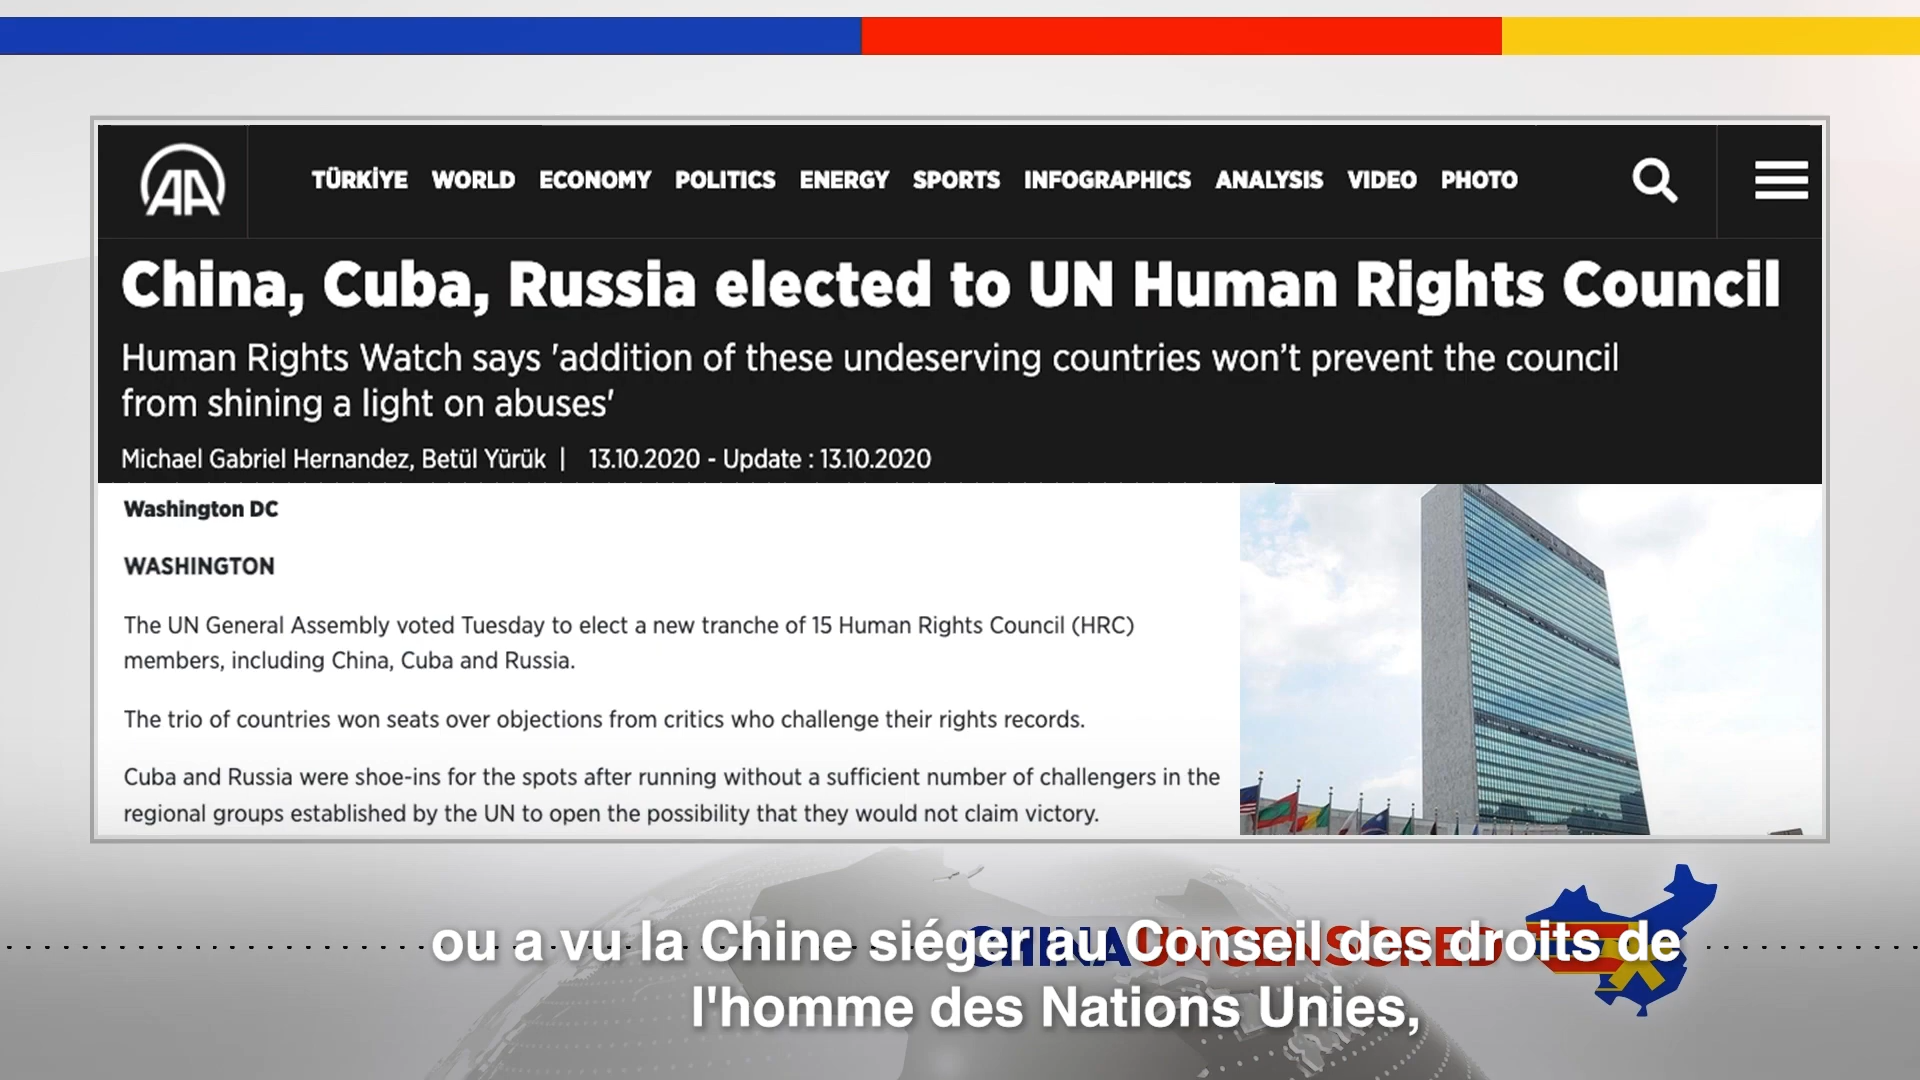 AA
TÜRKİYE WORLD ECONOMY POLITICS ENERGY SPORTS INFOGRAPHICS ANALYSIS VIDEO PHOTO
China, Cuba, Russia elected to UN Human Rights Council
Human Rights Watch says 'addition of these undeserving countries won’t prevent the council
from shining a light on abuses'
Michael Gabriel Hernandez, Betül Yürük | 13.10.2020 - Update : 13.10.2020
Washington DC
WASHINGTON
The UN General Assembly voted Tuesday to elect a new tranche of 15 Human Rights Council (HRC)
members, including China, Cuba and Russia.
The trio of countries won seats over objections from critics who challenge their rights records.
Cuba and Russia were shoe-ins for the spots after running without a sufficient number of challengers in the
regional groups established by the UN to open the possibility that they would not claim victory.
CHINA UNCENSORED
ou a vu la Chine siéger au Conseil des droits de
l'homme des Nations Unies,